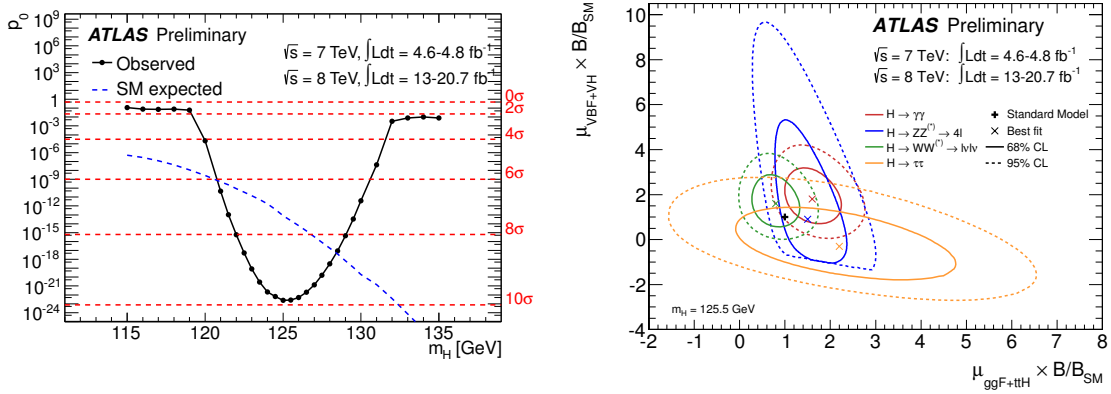 p₀
10⁹
10⁶
10³
1
10⁻³
10⁻⁶
10⁻⁹
10⁻¹²
10⁻¹⁵
10⁻¹⁸
10⁻²¹
10⁻²⁴
ATLAS Preliminary
Observed
SM expected
√s = 7 TeV, ∫Ldt = 4.6-4.8 fb⁻¹
√s = 8 TeV, ∫Ldt = 13-20.7 fb⁻¹
0σ
2σ
4σ
6σ
8σ
10σ
115 120 125 130 135
m_H [GeV]
μ_VBF+VH × B/B_SM
10
8
6
4
2
0
-2
-4
ATLAS Preliminary
√s = 7 TeV: ∫Ldt = 4.6-4.8 fb⁻¹
√s = 8 TeV: ∫Ldt = 13-20.7 fb⁻¹
H → γγ
H → ZZ⁽*⁾ → 4l
H → WW⁽*⁾ → lνlν
H → ττ
Standard Model
Best fit
68% CL
95% CL
m_H = 125.5 GeV
-2 -1 0 1 2 3 4 5 6 7 8
μ_ggF+ttH × B/B_SM